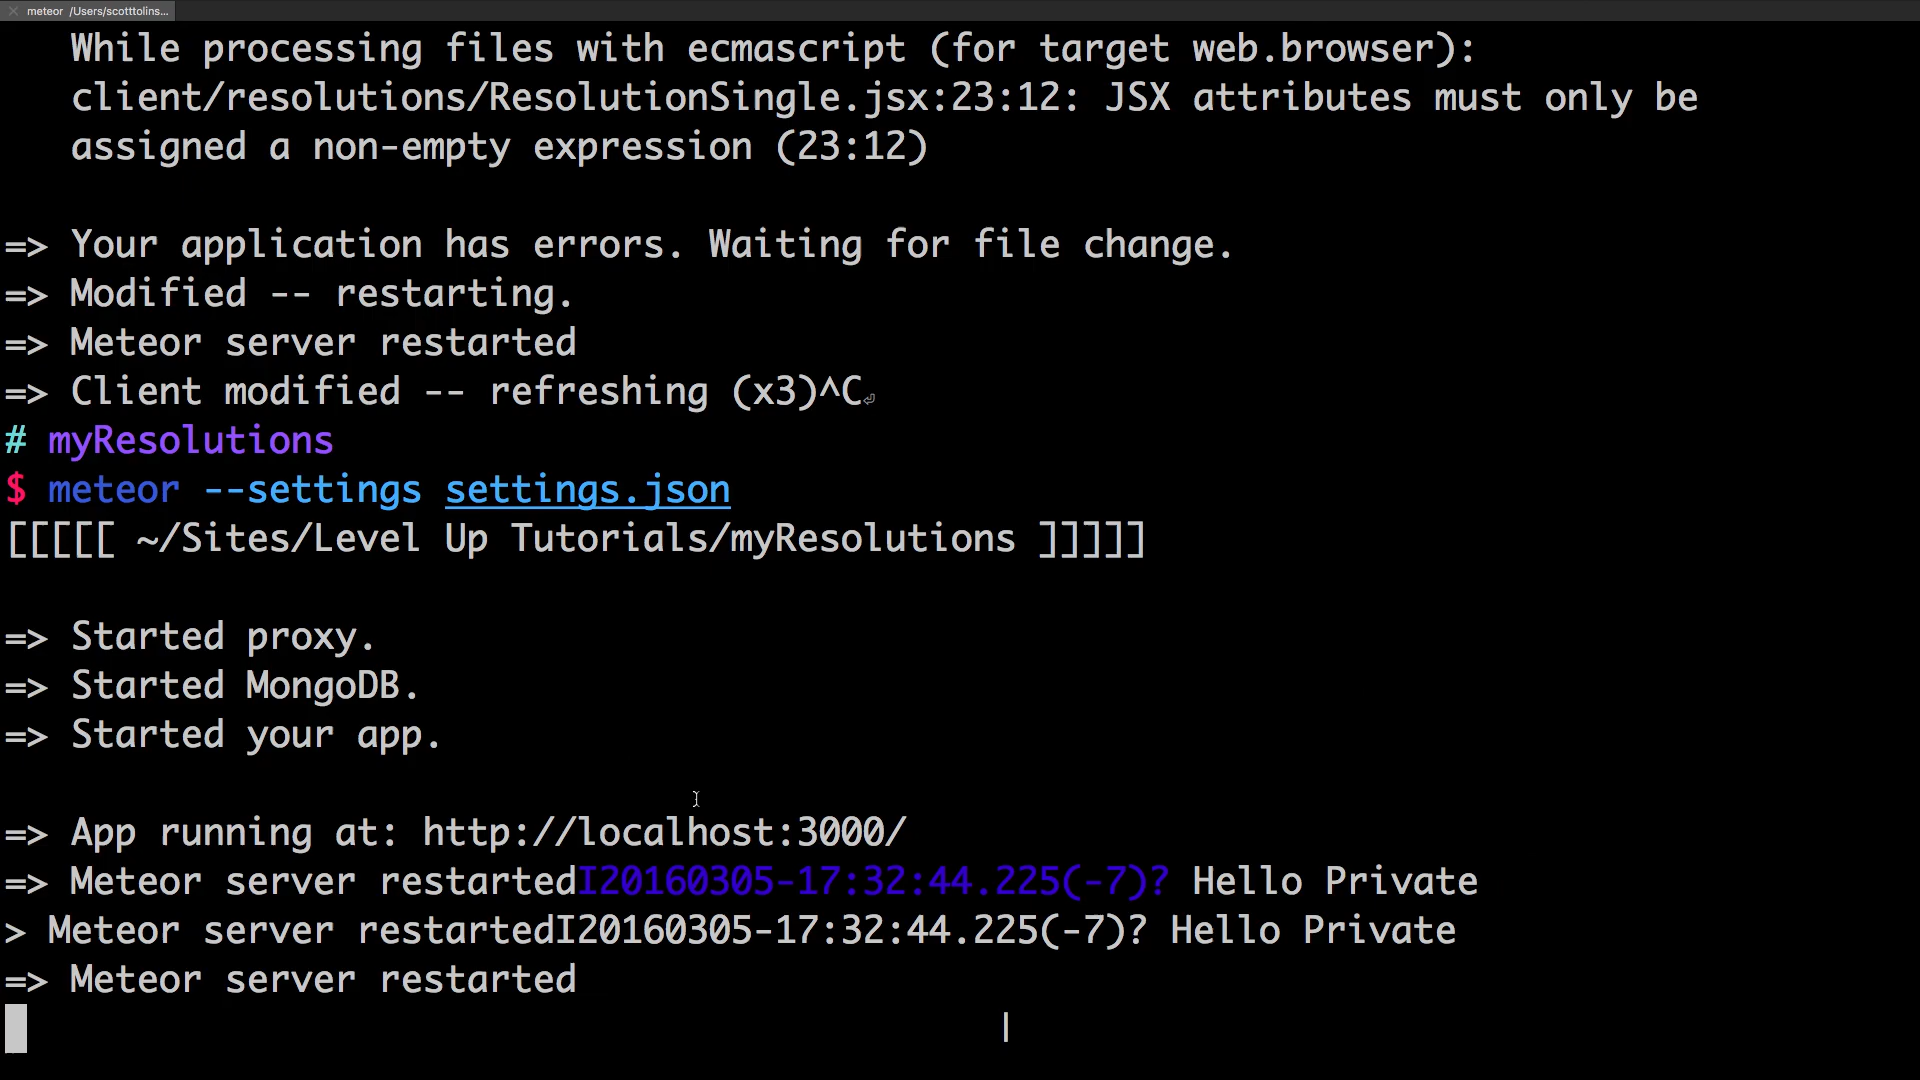 meteor /Users/scotttolins...
While processing files with ecmascript (for target web.browser):
client/resolutions/ResolutionSingle.jsx:23:12: JSX attributes must only be
assigned a non-empty expression (23:12)
=> Your application has errors. Waiting for file change.
=> Modified -- restarting.
=> Meteor server restarted
=> Client modified -- refreshing (x3)^C⏎
# myResolutions
$ meteor --settings settings.json
[[[[[ ~/Sites/Level Up Tutorials/myResolutions ]]]]]
=> Started proxy.
=> Started MongoDB.
=> Started your app.
=> App running at: http://localhost:3000/
=> Meteor server restartedI20160305-17:32:44.225(-7)? Hello Private
> Meteor server restartedI20160305-17:32:44.225(-7)? Hello Private
=> Meteor server restarted